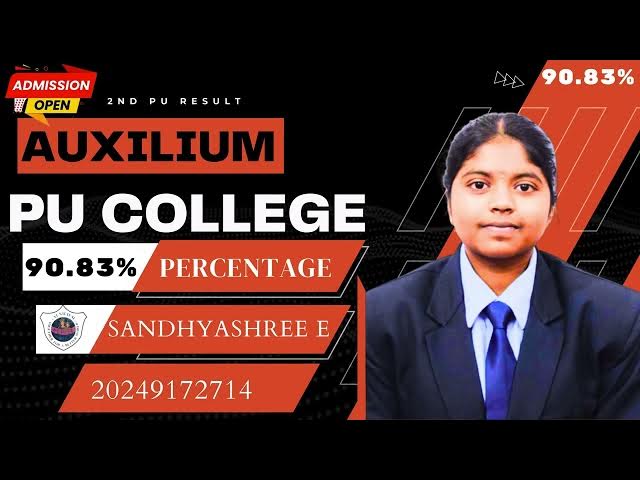 ADMISSION
OPEN
90.83%
2ND PU RESULT
AUXILIUM
PU COLLEGE
90.83% PERCENTAGE
SANDHYASHREE E
20249172714